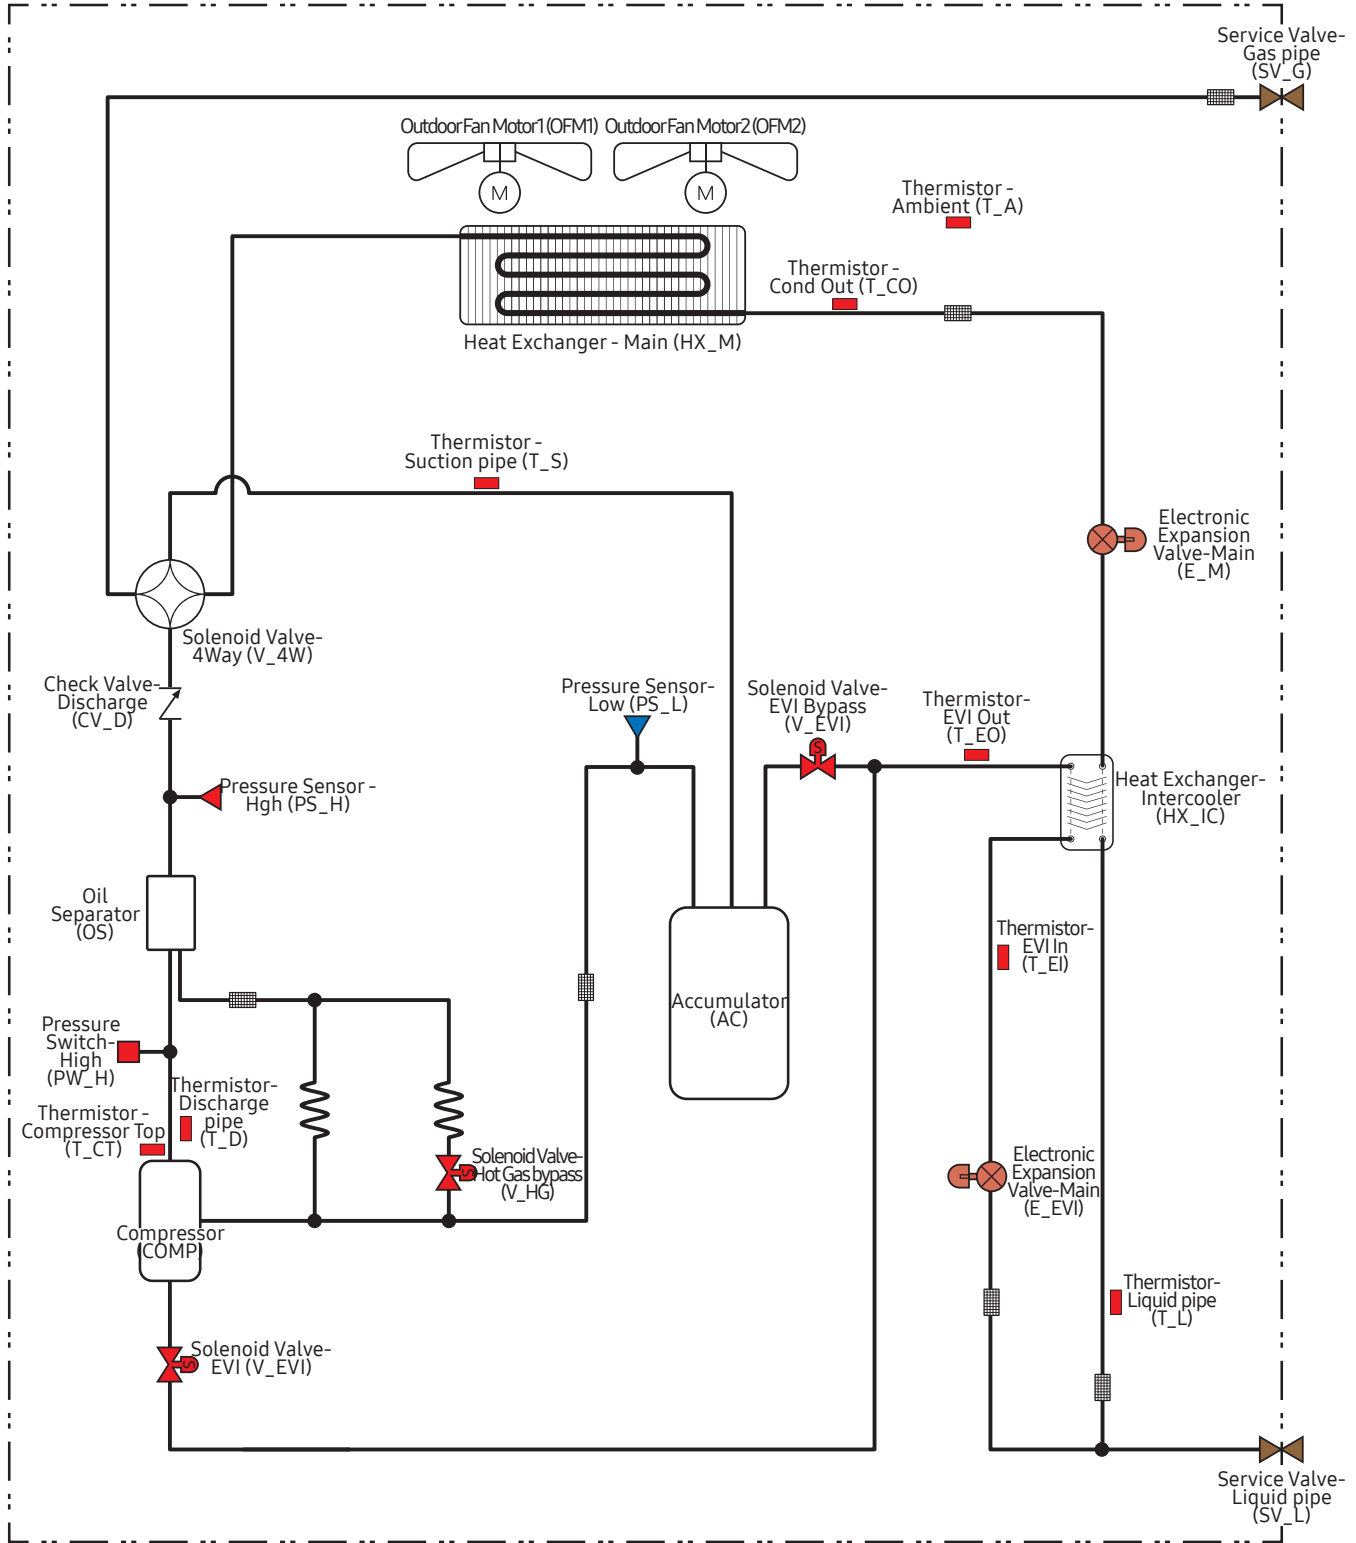 Service Valve-
Gas pipe
(SV_G)
Outdoor Fan Motor1 (OFM1)
Outdoor Fan Motor2 (OFM2)
M
M
Thermistor -
Ambient (T_A)
Thermistor -
Cond Out (T_CO)
Heat Exchanger - Main (HX_M)
Thermistor -
Suction pipe (T_S)
Electronic
Expansion
Valve-Main
(E_M)
Solenoid Valve-
4Way (V_4W)
Check Valve-
Discharge
(CV_D)
Pressure Sensor-
Low (PS_L)
Solenoid Valve-
EVI Bypass
(V_EVI)
S
Thermistor-
EVI Out
(T_EO)
Pressure Sensor -
Hgh (PS_H)
Heat Exchanger-
Intercooler
(HX_IC)
Oil
Separator
(OS)
Thermistor-
EVI In
(T_EI)
Accumulator
(AC)
Pressure
Switch-
High
(PW_H)
Thermistor-
Discharge
pipe
(T_D)
Thermistor -
Compressor Top
(T_CT)
Solenoid Valve-
Hot Gas bypass
(V_HG)
S
Electronic
Expansion
Valve-Main
(E_EVI)
Compressor
(COMP)
Thermistor-
Liquid pipe
(T_L)
Solenoid Valve-
EVI (V_EVI)
S
Service Valve-
Liquid pipe
(SV_L)